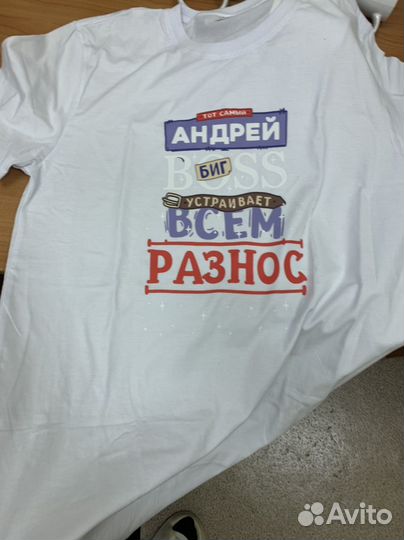 ТОТ САМЫЙ
АНДРЕЙ
БИГ
BOSS
УСТРАИВАЕТ
ВСЕМ
РАЗНОС
Avito